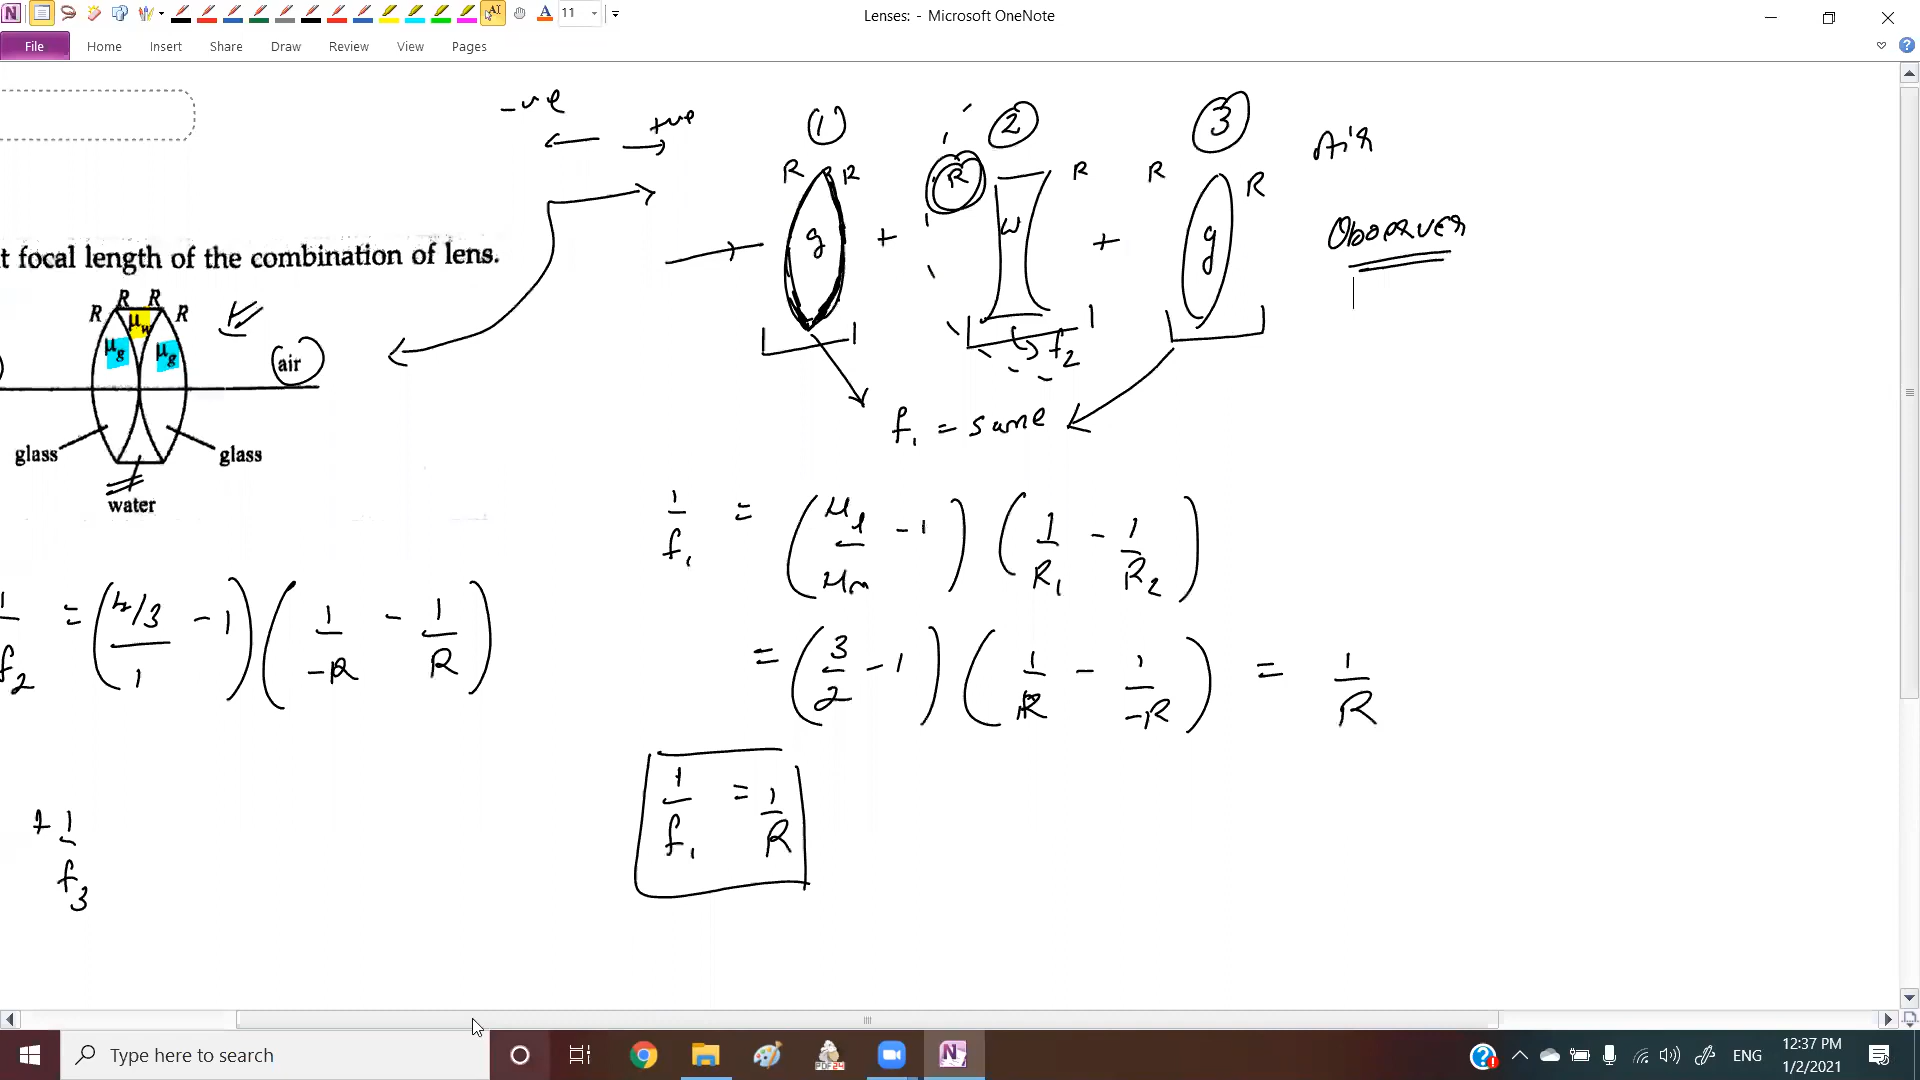 Lenses: - Microsoft OneNote
11
File Home Insert Share Draw Review View Pages
-ve
+ve
1 2 3
Air
R R R R R R
g + w + g
Observer
t focal length of the combination of lens.
R R R R
μw
μg μg
air
glass glass
water
f2
f1 = same
1/f1 = (μl/μm - 1) (1/R1 - 1/R2)
= (3/2 - 1) (1/R - 1/-R) = 1/R
1/f2 = (4/3/1 - 1) (1/-R - 1/R)
1/f1 = 1/R
+ 1/f3
Type here to search
PDF24
ENG
12:37 PM
1/2/2021